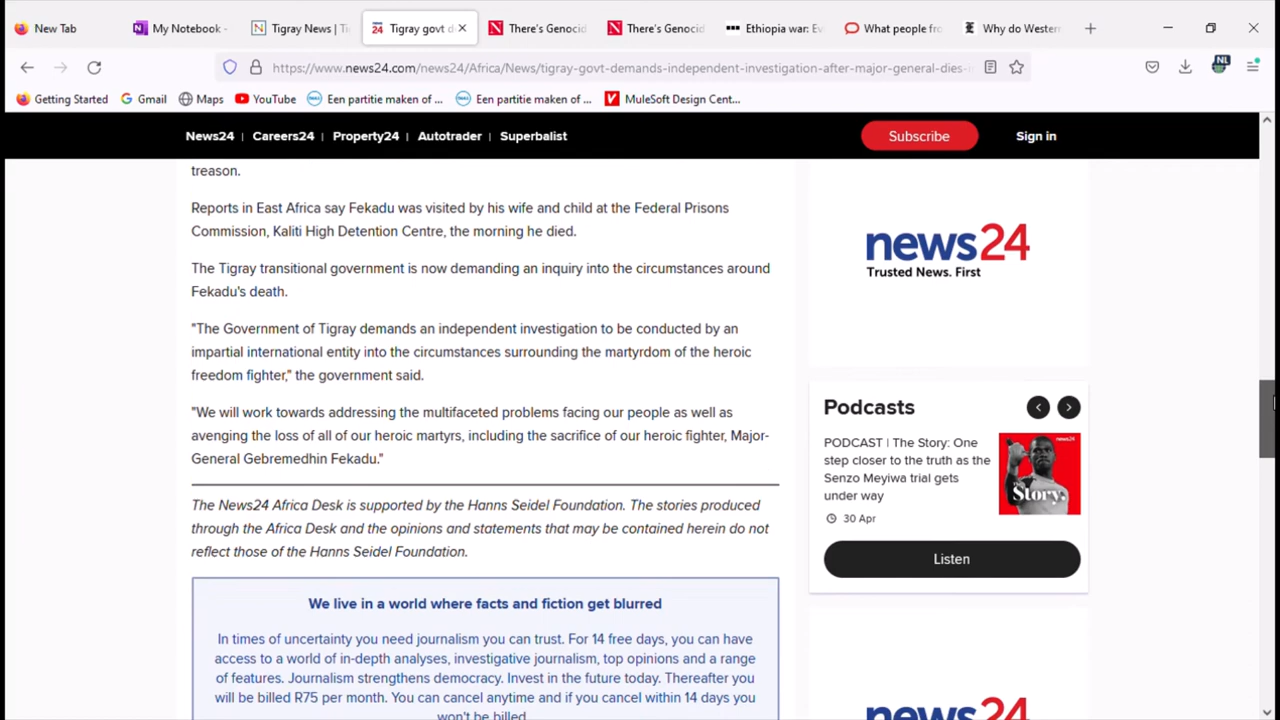 New Tab
My Notebook -
Tigray News | Ti
Tigray govt d
There's Genocid
There's Genocid
Ethiopia war: Evi
What people fro
Why do Western
https://www.news24.com/news24/Africa/News/tigray-govt-demands-independent-investigation-after-major-general-dies-i
NL
Getting Started
Gmail
Maps
YouTube
Een partitie maken of ...
Een partitie maken of ...
MuleSoft Design Cent...
News24 | Careers24 | Property24 | Autotrader | Superbalist
Subscribe
Sign in
treason.
Reports in East Africa say Fekadu was visited by his wife and child at the Federal Prisons
Commission, Kaliti High Detention Centre, the morning he died.
The Tigray transitional government is now demanding an inquiry into the circumstances around
Fekadu's death.
"The Government of Tigray demands an independent investigation to be conducted by an
impartial international entity into the circumstances surrounding the martyrdom of the heroic
freedom fighter," the government said.
"We will work towards addressing the multifaceted problems facing our people as well as
avenging the loss of all of our heroic martyrs, including the sacrifice of our heroic fighter, Major-
General Gebremedhin Fekadu."
The News24 Africa Desk is supported by the Hanns Seidel Foundation. The stories produced
through the Africa Desk and the opinions and statements that may be contained herein do not
reflect those of the Hanns Seidel Foundation.
We live in a world where facts and fiction get blurred
In times of uncertainty you need journalism you can trust. For 14 free days, you can have
access to a world of in-depth analyses, investigative journalism, top opinions and a range
of features. Journalism strengthens democracy. Invest in the future today. Thereafter you
will be billed R75 per month. You can cancel anytime and if you cancel within 14 days you
won't be billed.
news24
Trusted News. First
Podcasts
PODCAST | The Story: One
step closer to the truth as the
Senzo Meyiwa trial gets
under way
30 Apr
news24
The Story.
Listen
news24